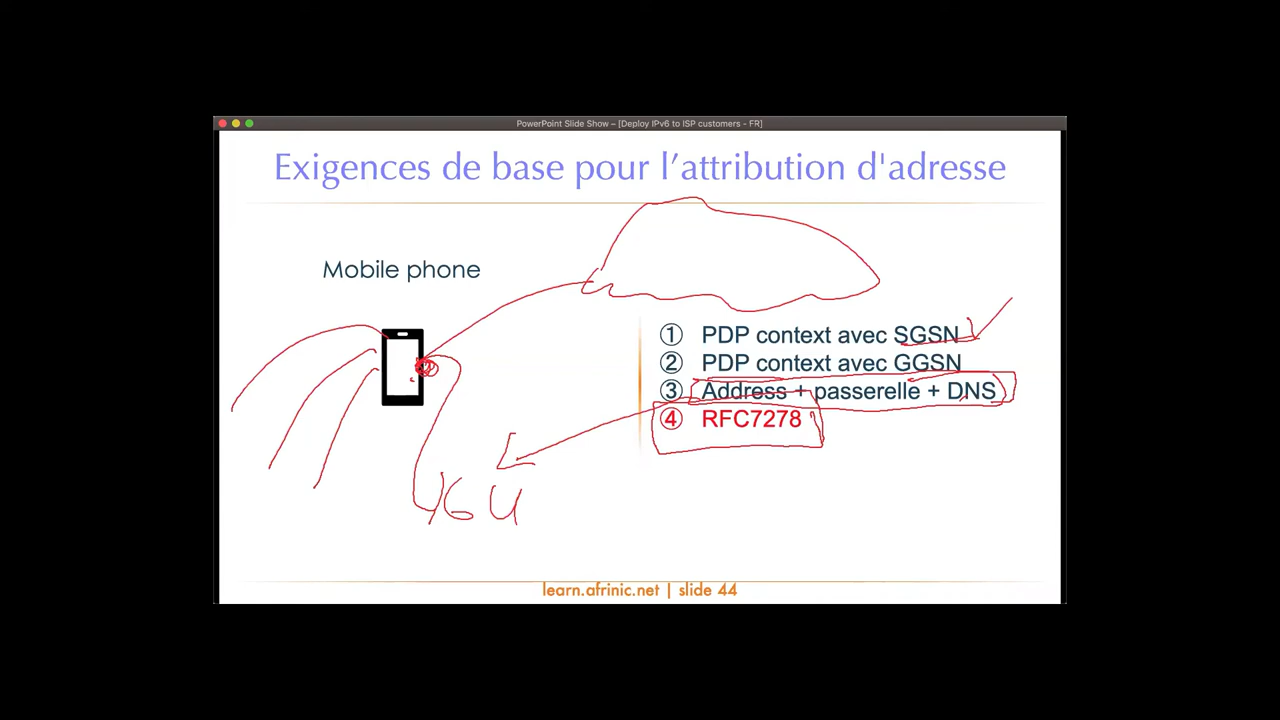 PowerPoint Slide Show – [Deploy IPv6 to ISP customers - FR]
Exigences de base pour l’attribution d'adresse
Mobile phone
① PDP context avec SGSN
② PDP context avec GGSN
③ Address + passerelle + DNS
④ RFC7278
learn.afrinic.net | slide 44